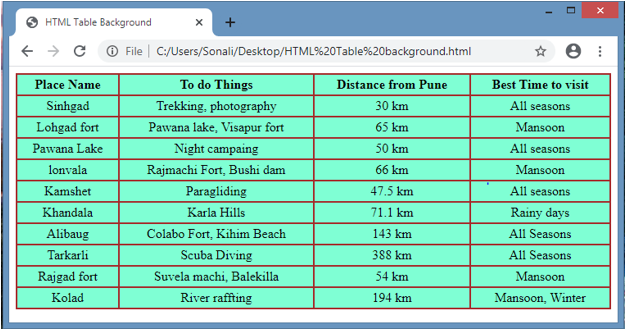 HTML Table Background
File | C:/Users/Sonali/Desktop/HTML%20Table%20background.html
Place Name To do Things Distance from Pune Best Time to visit
Sinhgad Trekking, photography 30 km All seasons
Lohgad fort Pawana lake, Visapur fort 65 km Mansoon
Pawana Lake Night campaing 50 km All seasons
lonvala Rajmachi Fort, Bushi dam 66 km Mansoon
Kamshet Paragliding 47.5 km All seasons
Khandala Karla Hills 71.1 km Rainy days
Alibaug Colabo Fort, Kihim Beach 143 km All Seasons
Tarkarli Scuba Diving 388 km All Seasons
Rajgad fort Suvela machi, Balekilla 54 km Mansoon
Kolad River raffting 194 km Mansoon, Winter